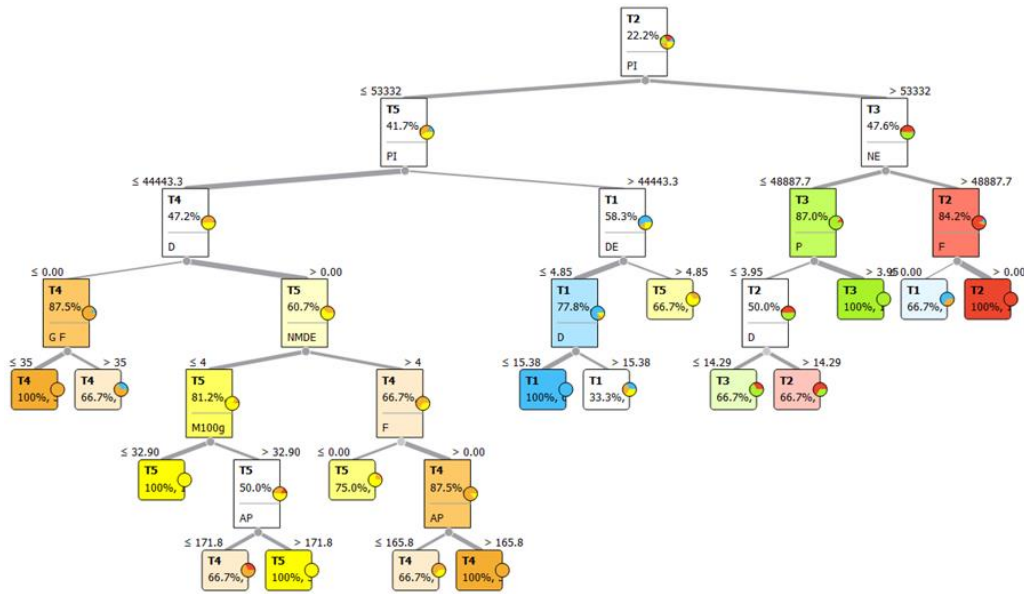 T2
22.2%
PI
≤ 53332
> 53332
T5
41.7%
PI
T3
47.6%
NE
≤ 44443.3
> 44443.3
≤ 48887.7
> 48887.7
T4
47.2%
D
T1
58.3%
DE
T3
87.0%
P
T2
84.2%
F
≤ 0.00
> 0.00
≤ 4.85
> 4.85
≤ 3.95
> 3.95
0.00
> 0.00
T4
87.5%
G F
T5
60.7%
NMDE
T1
77.8%
D
T5
66.7%,
T2
50.0%
D
T3
100%,
T1
66.7%,
T2
100%,
≤ 35
> 35
≤ 4
> 4
≤ 15.38
> 15.38
≤ 14.29
> 14.29
T4
100%,
T4
66.7%,
T5
81.2%
M100g
T4
66.7%
F
T1
100%,
T1
33.3%,
T3
66.7%,
T2
66.7%,
≤ 32.90
> 32.90
≤ 0.00
> 0.00
T5
100%,
T5
50.0%
AP
T5
75.0%,
T4
87.5%
AP
≤ 171.8
> 171.8
≤ 165.8
> 165.8
T4
66.7%,
T5
100%,
T4
66.7%,
T4
100%,